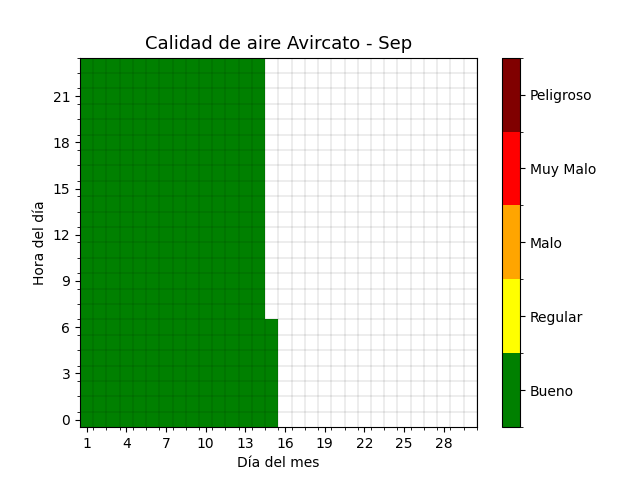 Calidad de aire Avircato - Sep
Hora del día
21
18
15
12
9
6
3
0
1 4 7 10 13 16 19 22 25 28
Día del mes
Peligroso
Muy Malo
Malo
Regular
Bueno